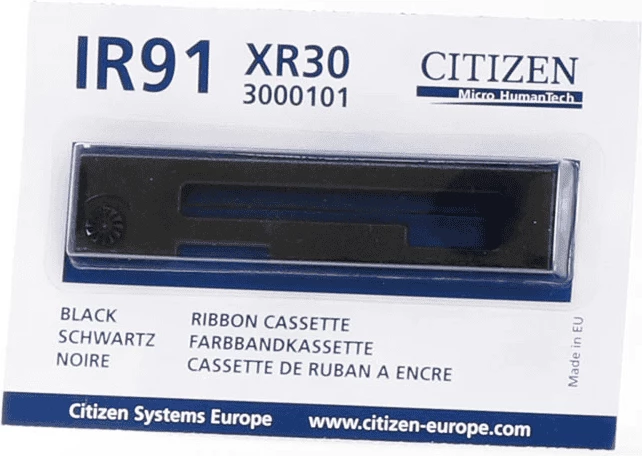 IR91 XR30
3000101
CITIZEN
Micro HumanTech
BLACK
SCHWARTZ
NOIRE
RIBBON CASSETTE
FARBBANDKASSETTE
CASSETTE DE RUBAN A ENCRE
Made in EU
Citizen Systems Europe www.citizen-europe.com